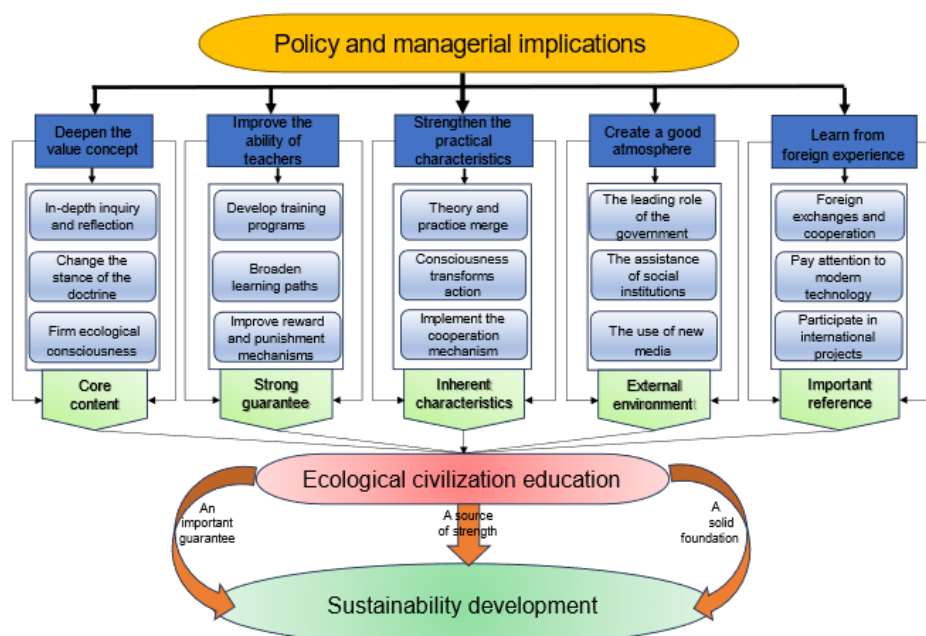 Policy and managerial implications
Deepen the
value concept
Improve the
ability of
teachers
Strengthen the
practical
characteristics
Create a good
atmosphere
Learn from
foreign experience
In-depth inquiry
and reflection
Change the
stance of the
doctrine
Firm ecological
consciousness
Develop training
programs
Broaden
learning paths
Improve reward
and punishment
mechanisms
Theory and
practice merge
Consciousness
transforms
action
Implement the
cooperation
mechanism
The leading
role of the
government
The assistance
of social
institutions
The use of new
media
Foreign
exchanges and
cooperation
Pay attention to
modern
technology
Participate in
international
projects
Core
content
Strong
guarantee
Inherent
characteristics
External
environment
Important
reference
Ecological civilization education
An
important
guarantee
A source
of strength
A
solid
foundation
Sustainability development